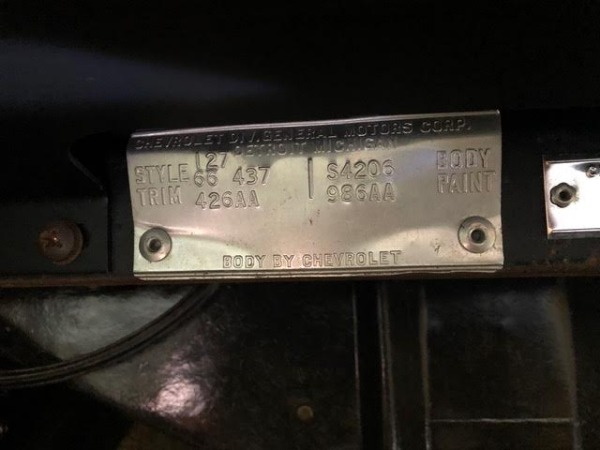 CHEVROLET DIV. GENERAL MOTORS CORP.
DETROIT MICHIGAN
127
STYLE 66 437 S4206 BODY
TRIM 426AA 986AA PAINT
BODY BY CHEVROLET